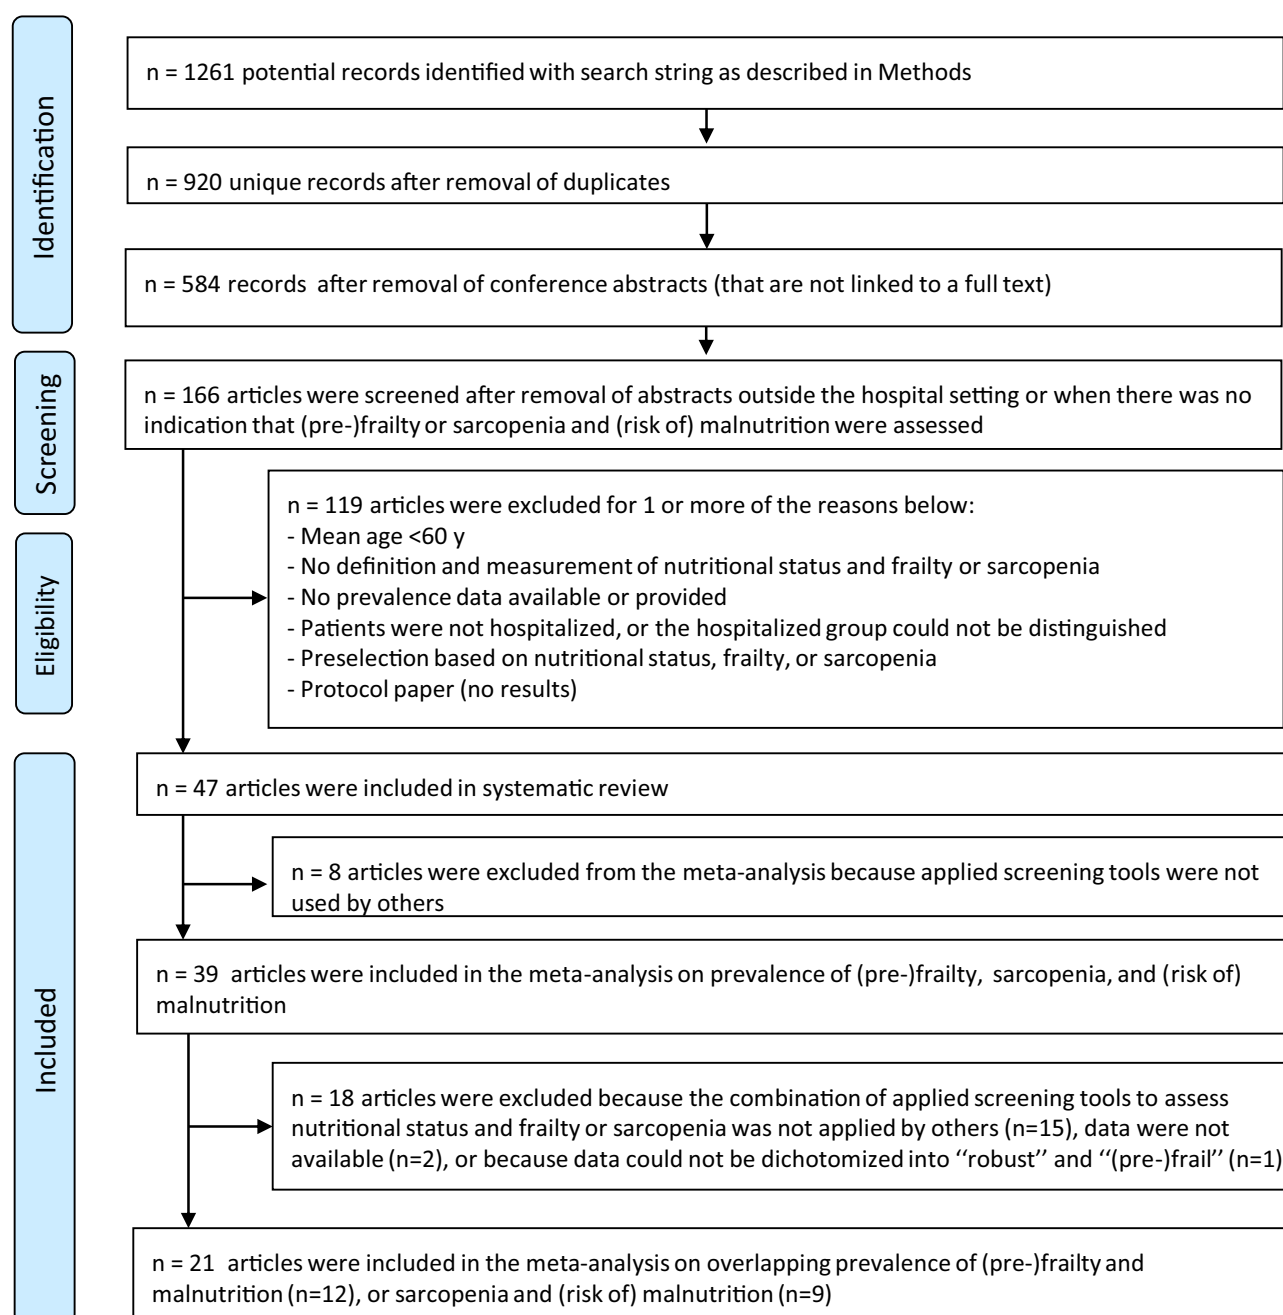 Identification
n = 1261 potential records identified with search string as described in Methods
n = 920 unique records after removal of duplicates
n = 584 records after removal of conference abstracts (that are not linked to a full text)
Screening
n = 166 articles were screened after removal of abstracts outside the hospital setting or when there was no
indication that (pre-)frailty or sarcopenia and (risk of) malnutrition were assessed
Eligibility
n = 119 articles were excluded for 1 or more of the reasons below:
- Mean age <60 y
- No definition and measurement of nutritional status and frailty or sarcopenia
- No prevalence data available or provided
- Patients were not hospitalized, or the hospitalized group could not be distinguished
- Preselection based on nutritional status, frailty, or sarcopenia
- Protocol paper (no results)
Included
n = 47 articles were included in systematic review
n = 8 articles were excluded from the meta-analysis because applied screening tools were not
used by others
n = 39 articles were included in the meta-analysis on prevalence of (pre-)frailty, sarcopenia, and (risk of)
malnutrition
n = 18 articles were excluded because the combination of applied screening tools to assess
nutritional status and frailty or sarcopenia was not applied by others (n=15), data were not
available (n=2), or because data could not be dichotomized into ‘‘robust’’ and ‘‘(pre-)frail’’ (n=1)
n = 21 articles were included in the meta-analysis on overlapping prevalence of (pre-)frailty and
malnutrition (n=12), or sarcopenia and (risk of) malnutrition (n=9)